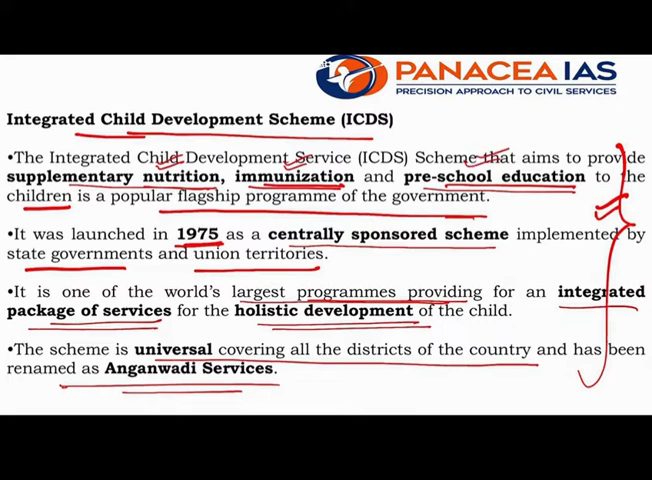 PANACEA IAS
PRECISION APPROACH TO CIVIL SERVICES
Integrated Child Development Scheme (ICDS)
•The Integrated Child Development Service (ICDS) Scheme that aims to provide
supplementary nutrition, immunization and pre-school education to the
children is a popular flagship programme of the government.
•It was launched in 1975 as a centrally sponsored scheme implemented by
state governments and union territories.
•It is one of the world's largest programmes providing for an integrated
package of services for the holistic development of the child.
•The scheme is universal covering all the districts of the country and has been
renamed as Anganwadi Services.